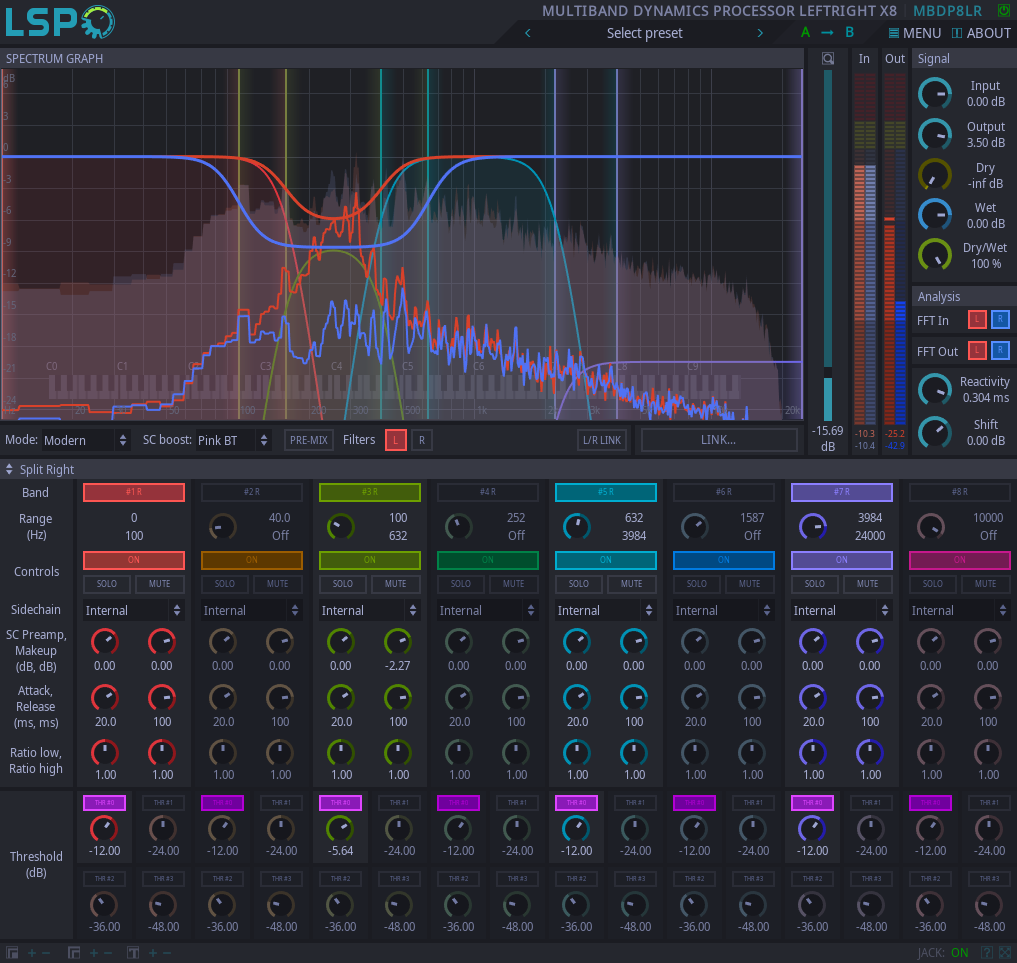 LSP
MULTIBAND DYNAMICS PROCESSOR LEFTRIGHT X8 MBDP8LR
Select preset
A → B MENU ABOUT
SPECTRUM GRAPH
In Out Signal
Input
0.00 dB
Output
3.50 dB
Dry
-inf dB
Wet
0.00 dB
Dry/Wet
100 %
Analysis
FFT In L R
FFT Out L R
Reactivity
0.304 ms
Shift
0.00 dB
dB
0
-3
-6
-9
-12
-15
-18
-21
-24
C0 C1 C3 C4 C5 C6 C8 C9
20 50 100 200 300 500 1k 3k 20k
-15.69
dB
-10.3 -25.2
-10.4 -42.9
Mode: Modern SC boost: Pink BT PRE-MIX Filters L R L/R LINK LINK...
Split Right
Band #1 R #2 R #3 R #4 R #5 R #6 R #7 R #8 R
Range
(Hz)
0 40.0 100 252 632 1587 3984 10000
100 Off 632 Off 3984 Off 24000 Off
Controls
ON ON ON ON ON ON ON ON
SOLO MUTE SOLO MUTE SOLO MUTE SOLO MUTE SOLO MUTE SOLO MUTE SOLO MUTE SOLO MUTE
Sidechain Internal Internal Internal Internal Internal Internal Internal Internal
SC Preamp,
Makeup
(dB, dB)
0.00 0.00 0.00 0.00 0.00 -2.27 0.00 0.00 0.00 0.00 0.00 0.00 0.00 0.00 0.00 0.00
Attack,
Release
(ms, ms)
20.0 100 20.0 100 20.0 100 20.0 100 20.0 100 20.0 100 20.0 100 20.0 100
Ratio low,
Ratio high
1.00 1.00 1.00 1.00 1.00 1.00 1.00 1.00 1.00 1.00 1.00 1.00 1.00 1.00 1.00 1.00
THR #0 THR #1 THR #0 THR #1 THR #0 THR #1 THR #0 THR #1 THR #0 THR #1 THR #0 THR #1 THR #0 THR #1 THR #0 THR #1
-12.00 -24.00 -12.00 -24.00 -5.64 -24.00 -12.00 -24.00 -12.00 -24.00 -12.00 -24.00 -12.00 -24.00 -12.00 -24.00
Threshold
(dB)
THR #2 THR #3 THR #2 THR #3 THR #2 THR #3 THR #2 THR #3 THR #2 THR #3 THR #2 THR #3 THR #2 THR #3 THR #2 THR #3
-36.00 -48.00 -36.00 -48.00 -36.00 -48.00 -36.00 -48.00 -36.00 -48.00 -36.00 -48.00 -36.00 -48.00 -36.00 -48.00
JACK: ON